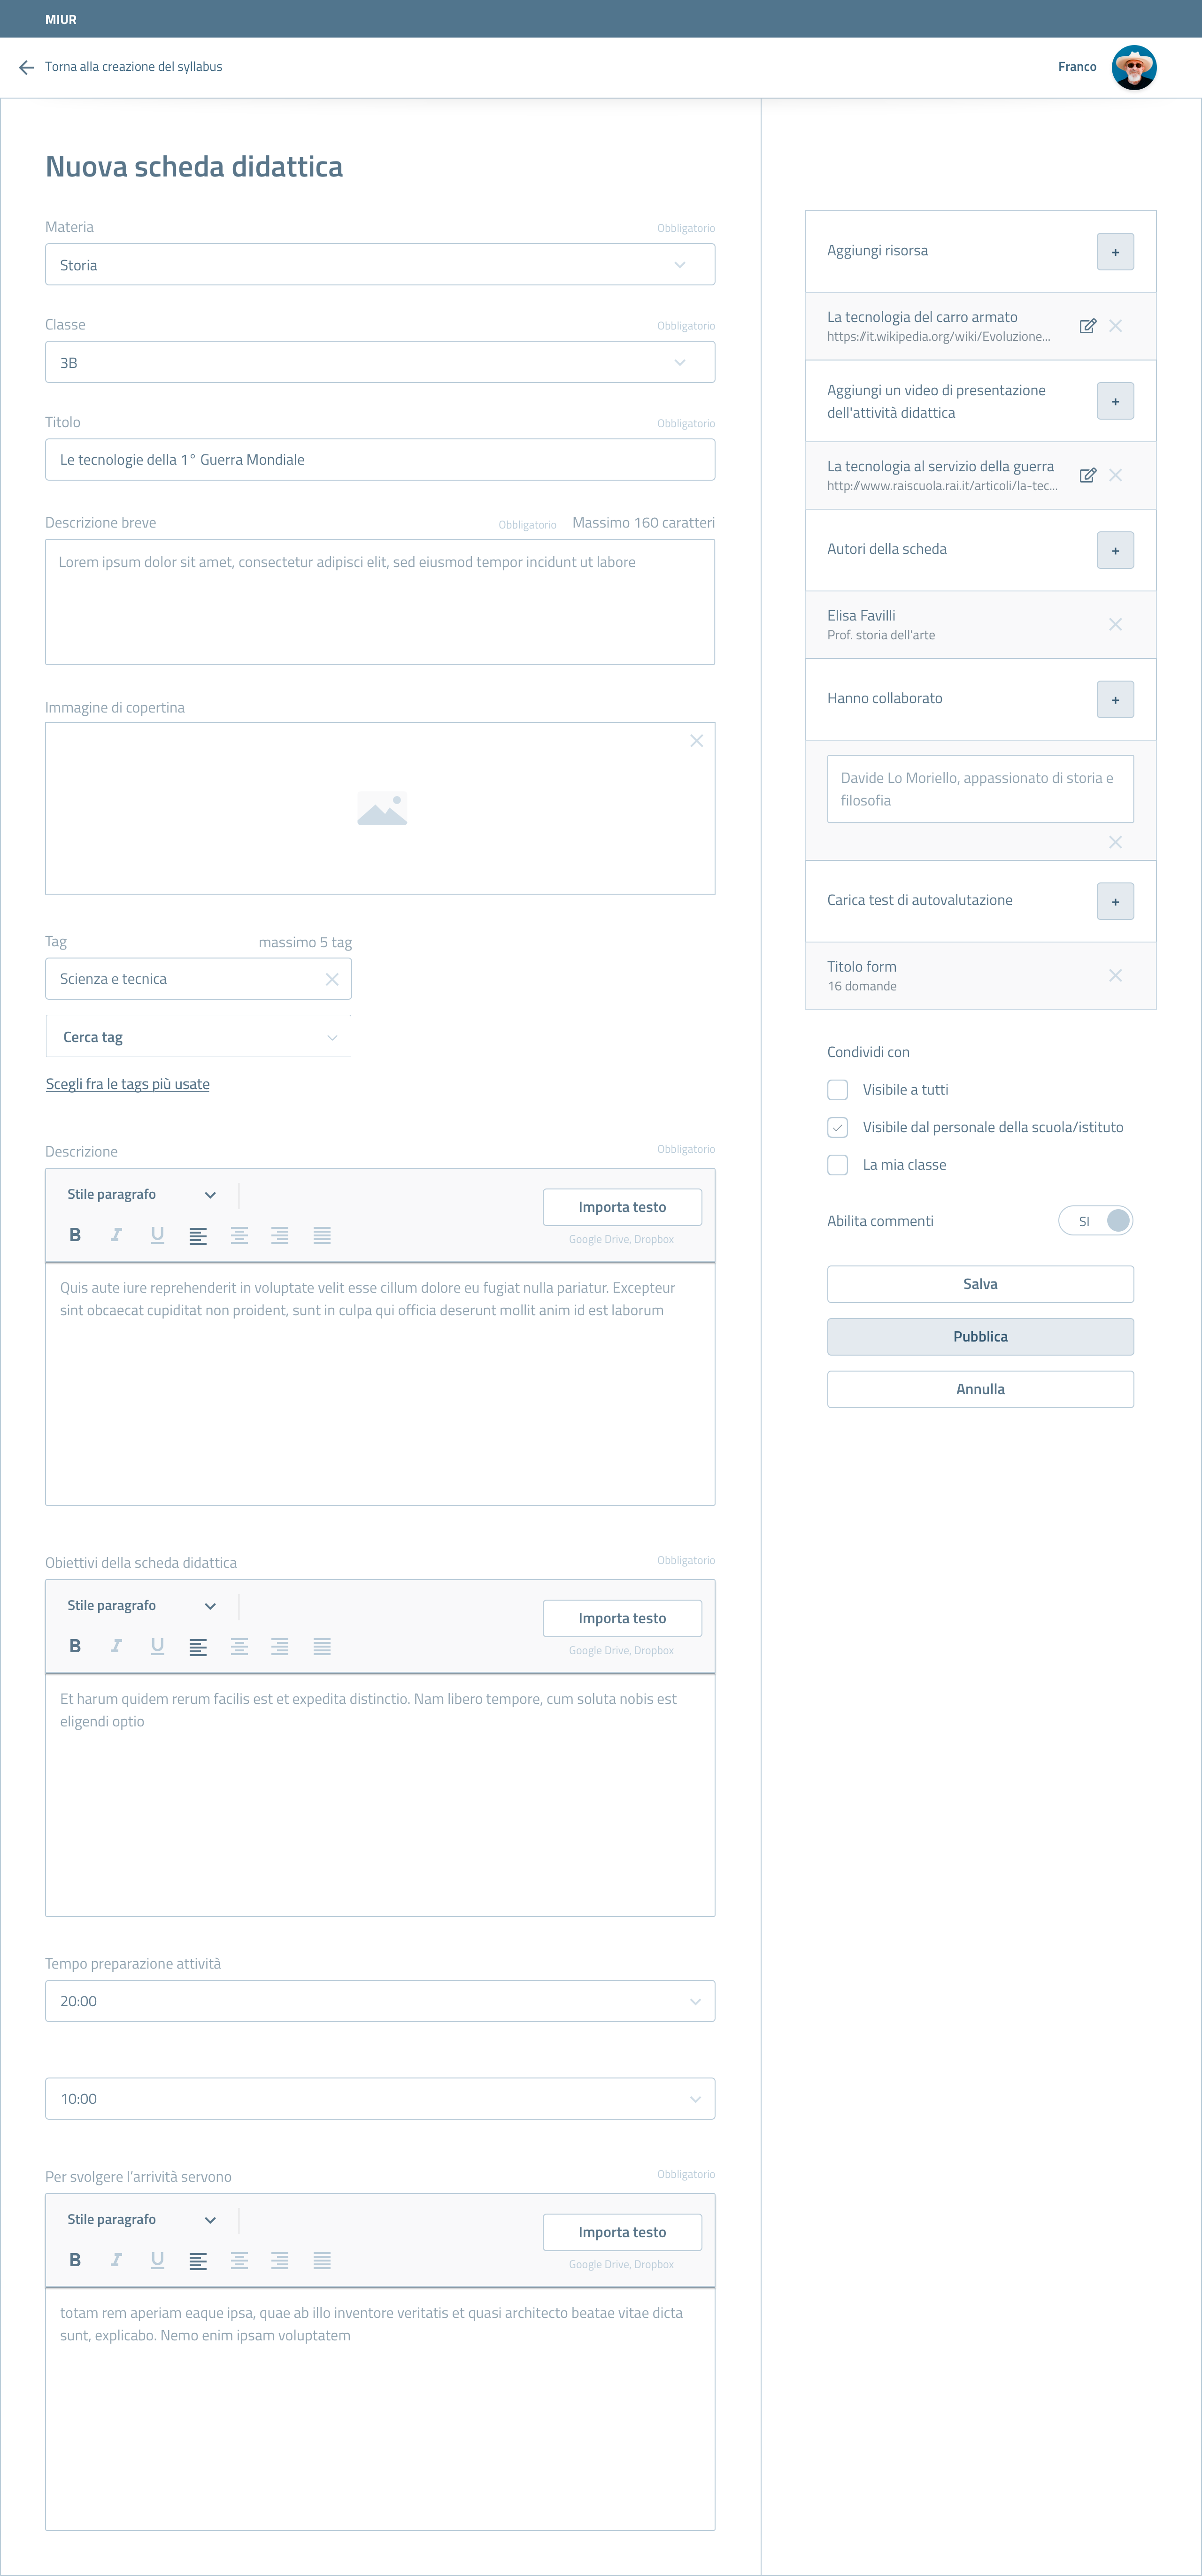 MIUR
Torna alla creazione del syllabus
Franco
Nuova scheda didattica
Materia
Obbligatorio
Storia
Classe
Obbligatorio
3B
Titolo
Obbligatorio
Le tecnologie della 1° Guerra Mondiale
Descrizione breve
Obbligatorio
Massimo 160 caratteri
Lorem ipsum dolor sit amet, consectetur adipisci elit, sed eiusmod tempor incidunt ut labore
Immagine di copertina
Tag
massimo 5 tag
Scienza e tecnica
Cerca tag
Scegli fra le tags più usate
Descrizione
Obbligatorio
Stile paragrafo
Importa testo
B I U
Google Drive, Dropbox
Quis aute iure reprehenderit in voluptate velit esse cillum dolore eu fugiat nulla pariatur. Excepteur
sint obcaecat cupiditat non proident, sunt in culpa qui officia deserunt mollit anim id est laborum
Obiettivi della scheda didattica
Obbligatorio
Stile paragrafo
Importa testo
B I U
Google Drive, Dropbox
Et harum quidem rerum facilis est et expedita distinctio. Nam libero tempore, cum soluta nobis est
eligendi optio
Tempo preparazione attività
20:00
10:00
Per svolgere l'arrività servono
Obbligatorio
Stile paragrafo
Importa testo
B I U
Google Drive, Dropbox
totam rem aperiam eaque ipsa, quae ab illo inventore veritatis et quasi architecto beatae vitae dicta
sunt, explicabo. Nemo enim ipsam voluptatem
Aggiungi risorsa
+
La tecnologia del carro armato
https://it.wikipedia.org/wiki/Evoluzione...
Aggiungi un video di presentazione
dell'attività didattica
+
La tecnologia al servizio della guerra
http://www.raiscuola.rai.it/articoli/la-tec...
Autori della scheda
+
Elisa Favilli
Prof. storia dell'arte
Hanno collaborato
+
Davide Lo Moriello, appassionato di storia e
filosofia
Carica test di autovalutazione
+
Titolo form
16 domande
Condividi con
Visibile a tutti
Visibile dal personale della scuola/istituto
La mia classe
Abilita commenti
SI
Salva
Pubblica
Annulla